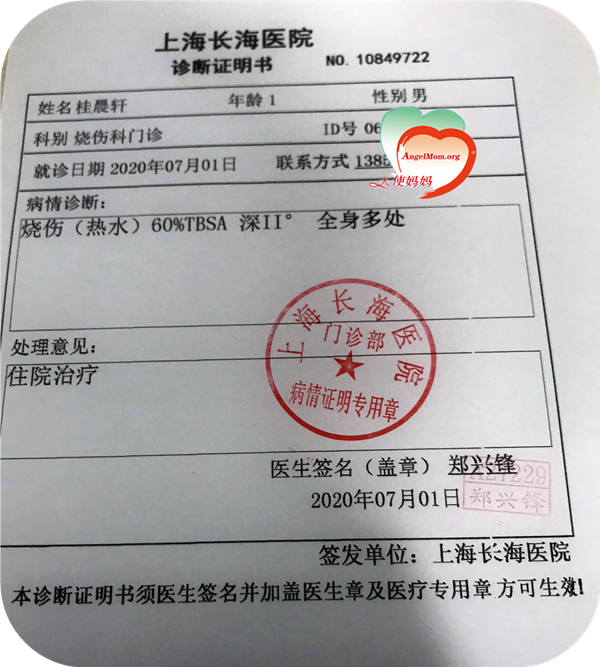 上海长海医院
诊断证明书 NO. 10849722
姓名 桂晨轩 年龄 1 性别 男
科别 烧伤科门诊 ID号 06
AngelMom.org
就诊日期 2020年07月01日 联系方式 1385
天使妈妈
病情诊断：
烧伤（热水）60%TBSA 深II° 全身多处
上海长海医院
门诊部
病情证明专用章
处理意见：
住院治疗
医生签名（盖章） 郑兴锋
2020年07月01日
郑兴锋
签发单位：上海长海医院
本诊断证明书须医生签名并加盖医生章及医疗专用章方可生效!